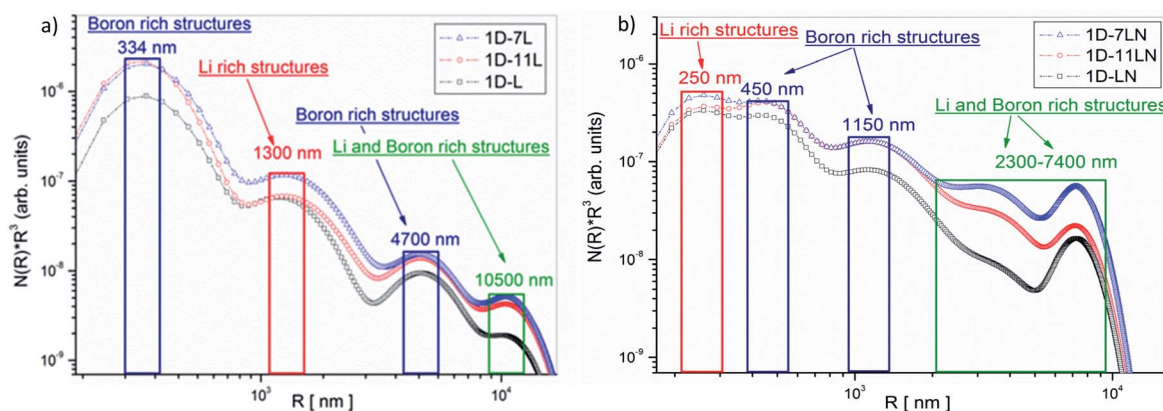 a)
Boron rich structures
334 nm
Li rich structures
1300 nm
Boron rich structures
4700 nm
Li and Boron rich structures
10500 nm
1D-7L
1D-11L
1D-L
N(R)*R³ (arb. units)
10⁻⁶
10⁻⁷
10⁻⁸
10⁻⁹
10³
10⁴
R [ nm]
b)
Li rich structures
250 nm
Boron rich structures
450 nm
1150 nm
Li and Boron rich structures
2300-7400 nm
1D-7LN
1D-11LN
1D-LN
N(R)*R³ (arb. units)
10⁻⁶
10⁻⁷
10⁻⁸
10⁻⁹
10³
10⁴
R [ nm]